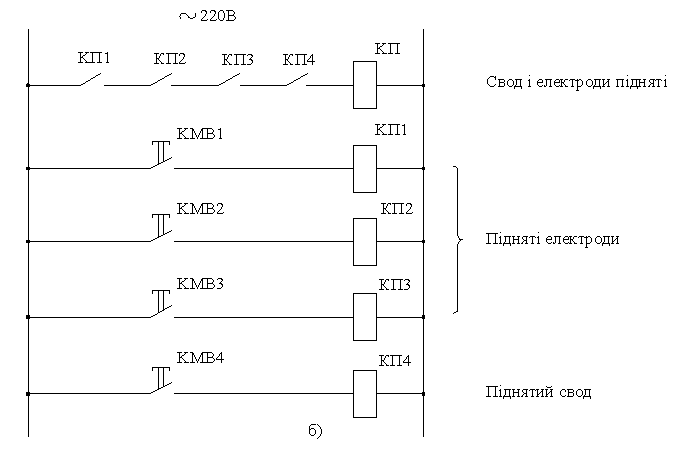 ~ 220В
КП1 КП2 КП3 КП4 КП
Свод і електроди підняті
КМВ1 КП1
КМВ2 КП2
Підняті електроди
КМВ3 КП3
КМВ4 КП4
Піднятий свод
б)